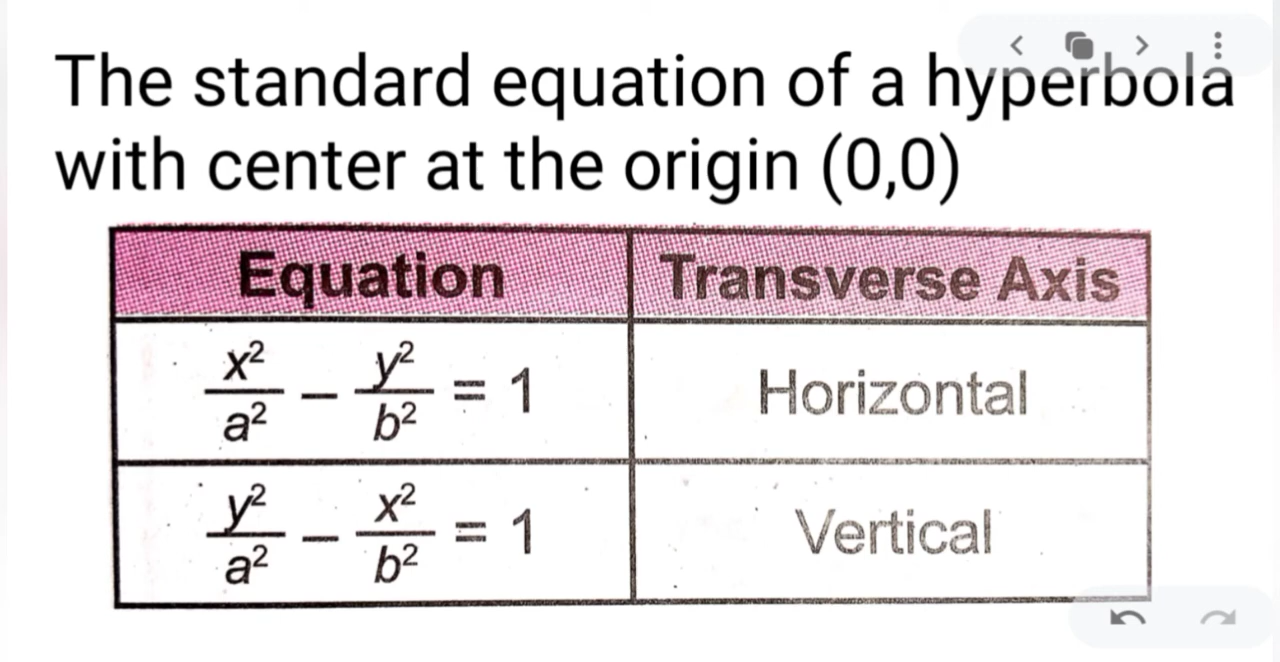 The standard equation of a hyperbola
with center at the origin (0,0)
Equation Transverse Axis
x²/a² − y²/b² = 1 Horizontal
y²/a² − x²/b² = 1 Vertical